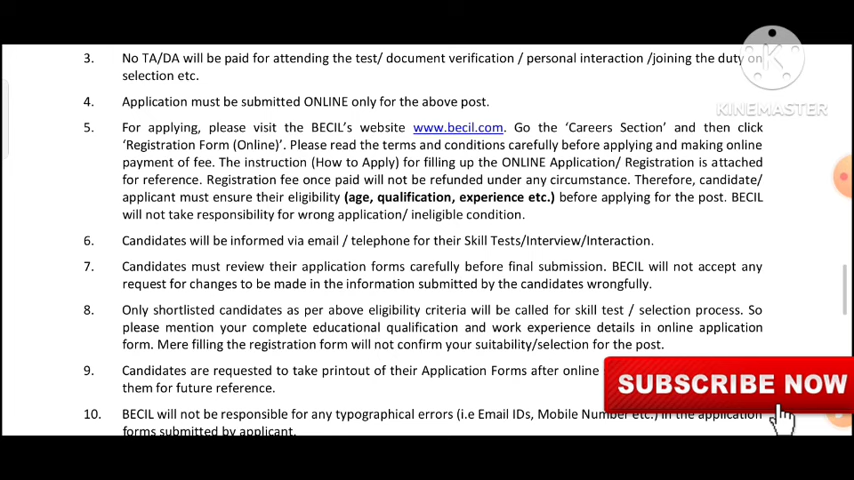 3. No TA/DA will be paid for attending the test/ document verification / personal interaction /joining the duty on
selection etc.
KINEMASTER
4. Application must be submitted ONLINE only for the above post.
5. For applying, please visit the BECIL's website www.becil.com. Go the 'Careers Section' and then click
'Registration Form (Online)'. Please read the terms and conditions carefully before applying and making online
payment of fee. The instruction (How to Apply) for filling up the ONLINE Application/ Registration is attached
for reference. Registration fee once paid will not be refunded under any circumstance. Therefore, candidate/
applicant must ensure their eligibility (age, qualification, experience etc.) before applying for the post. BECIL
will not take responsibility for wrong application/ ineligible condition.
6. Candidates will be informed via email / telephone for their Skill Tests/Interview/Interaction.
7. Candidates must review their application forms carefully before final submission. BECIL will not accept any
request for changes to be made in the information submitted by the candidates wrongfully.
8. Only shortlisted candidates as per above eligibility criteria will be called for skill test / selection process. So
please mention your complete educational qualification and work experience details in online application
form. Mere filling the registration form will not confirm your suitability/selection for the post.
9. Candidates are requested to take printout of their Application Forms after online
them for future reference.
SUBSCRIBE NOW
10. BECIL will not be responsible for any typographical errors (i.e Email IDs, Mobile Number etc.) in the application
forms submitted by applicant.